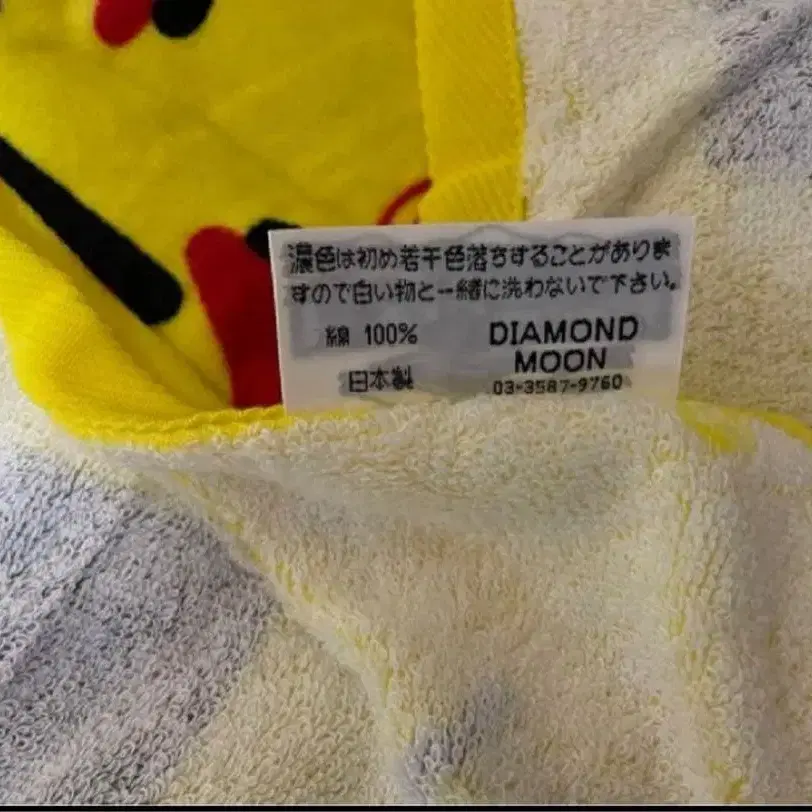 濃色は初め若干色落ちすることがありま
すので白い物と一緒に洗わないで下さい。
綿 100% DIAMOND
MOON
日本製 03-3587-9760